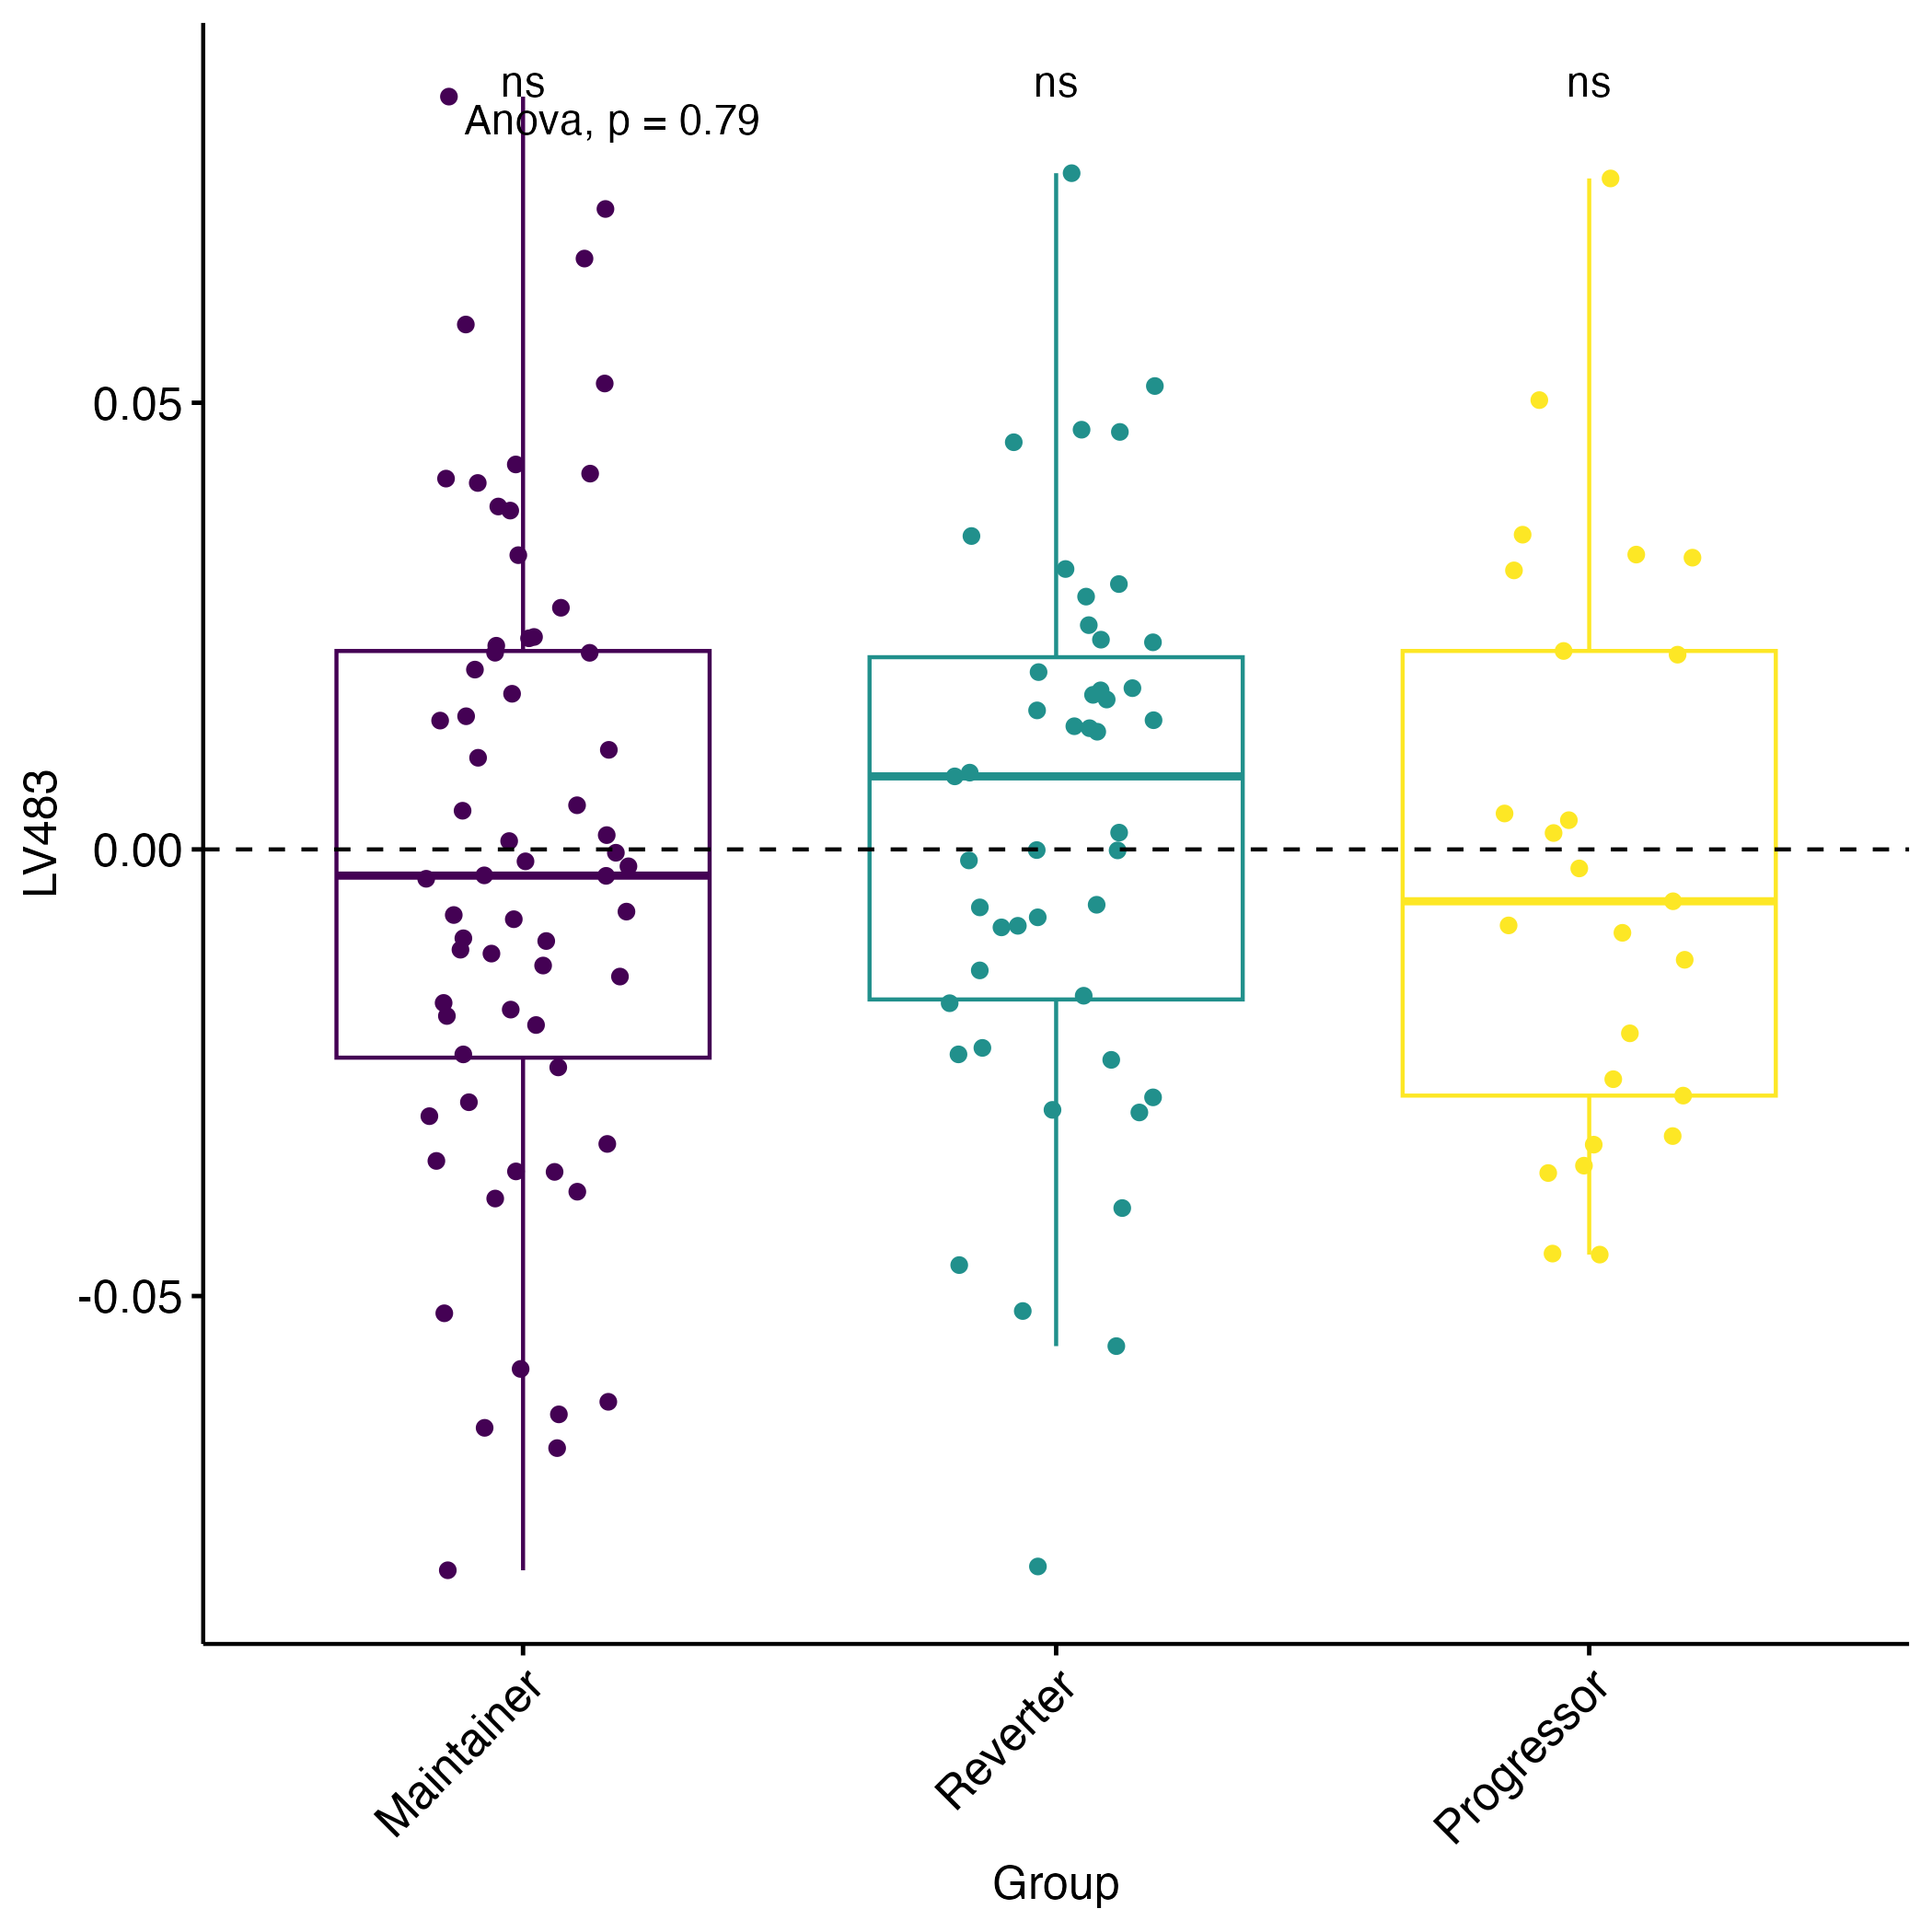 ns ns ns
Anova, p = 0.79
0.05
0.00
-0.05
LV483
Maintainer Reverter Progressor
Group